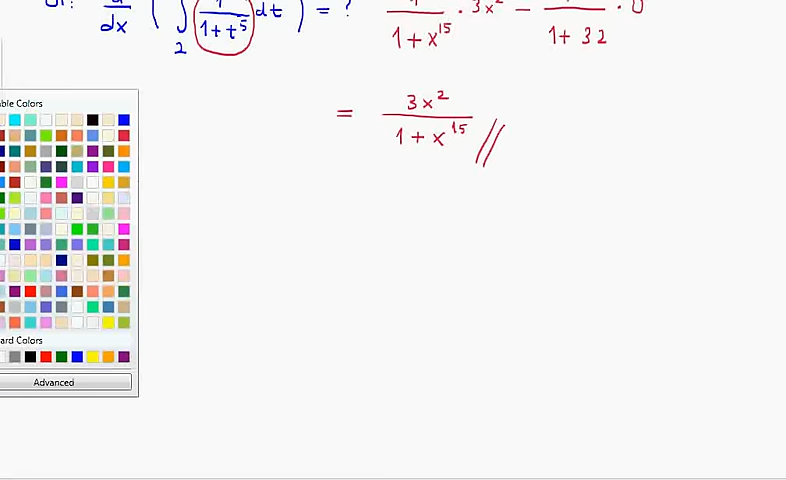 d/dx ( ∫ 2 1/1+t⁵ dt ) = ? 1/1+x¹⁵ · 3x² − 1/1+32 · 0
ble Colors
= 3x²/1+x¹⁵ //
ard Colors
Advanced